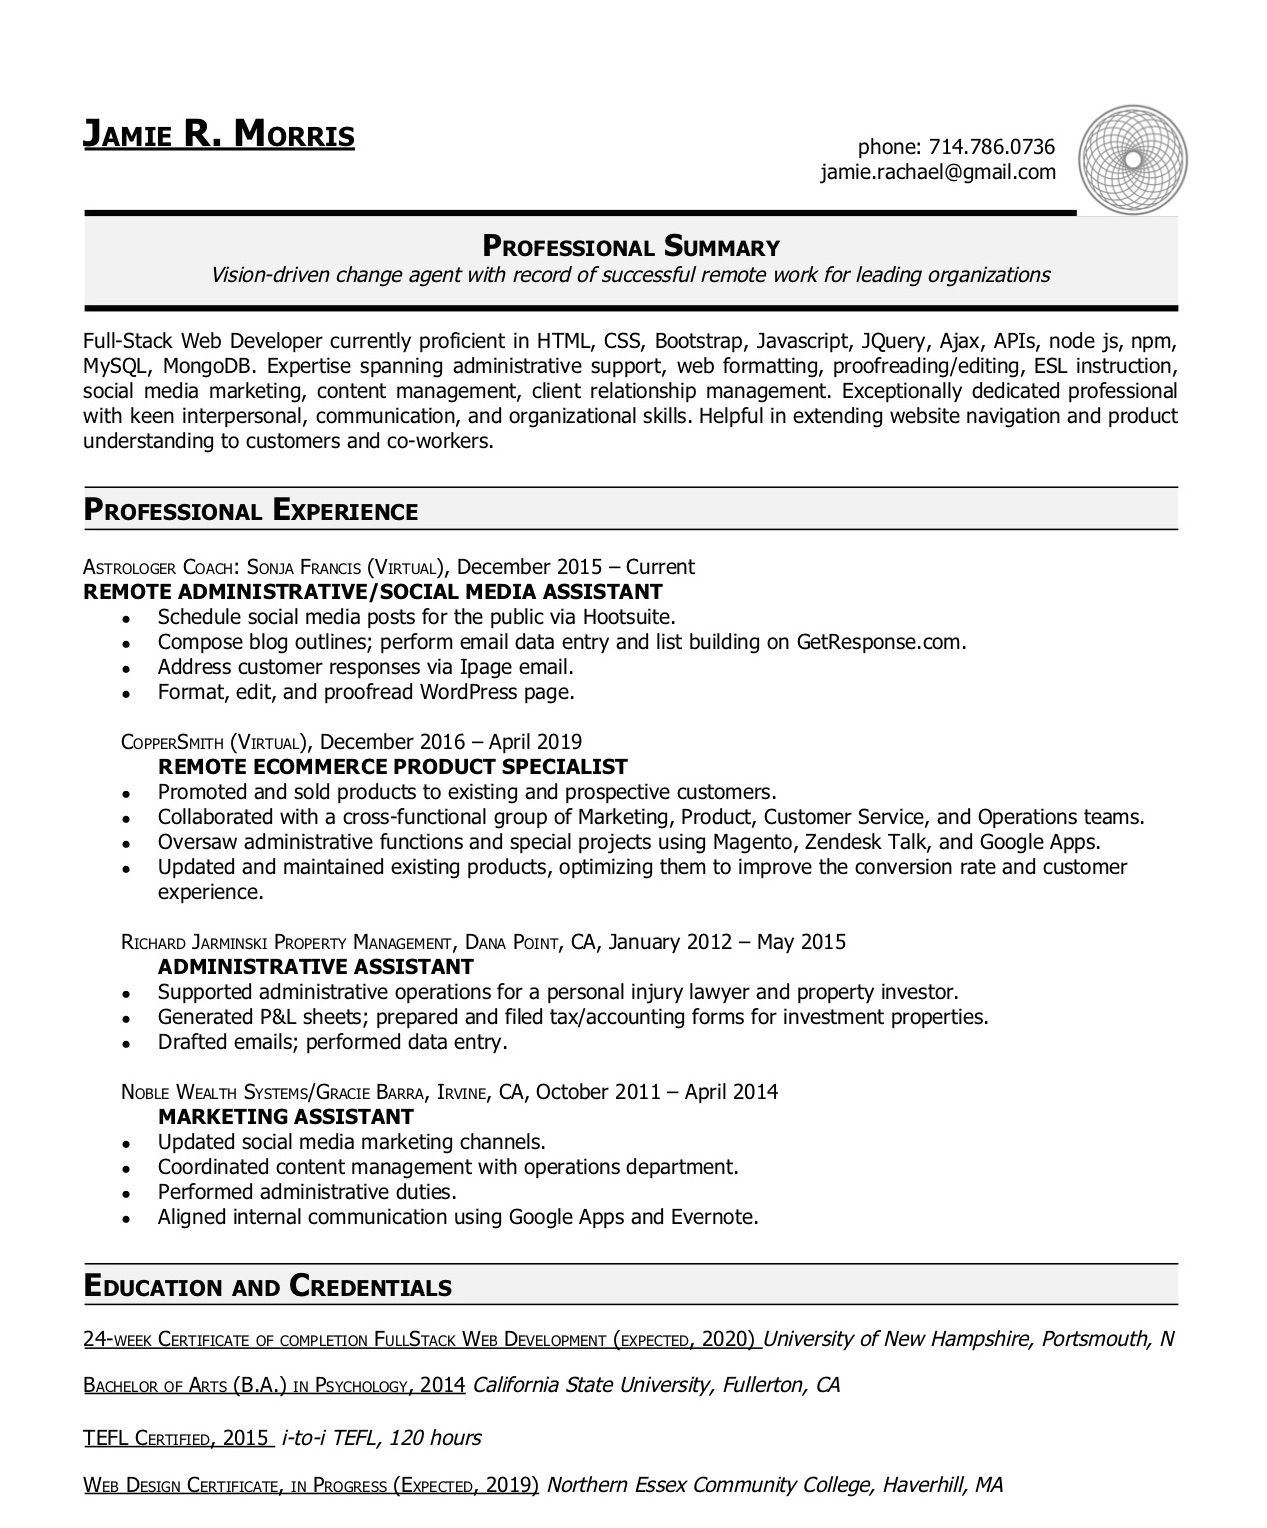 Jamie R. Morris
phone: 714.786.0736
jamie.rachael@gmail.com
Professional Summary
Vision-driven change agent with record of successful remote work for leading organizations
Full-Stack Web Developer currently proficient in HTML, CSS, Bootstrap, Javascript, JQuery, Ajax, APIs, node js, npm,
MySQL, MongoDB. Expertise spanning administrative support, web formatting, proofreading/editing, ESL instruction,
social media marketing, content management, client relationship management. Exceptionally dedicated professional
with keen interpersonal, communication, and organizational skills. Helpful in extending website navigation and product
understanding to customers and co-workers.
Professional Experience
Astrologer Coach: Sonja Francis (Virtual), December 2015 – Current
REMOTE ADMINISTRATIVE/SOCIAL MEDIA ASSISTANT
• Schedule social media posts for the public via Hootsuite.
• Compose blog outlines; perform email data entry and list building on GetResponse.com.
• Address customer responses via Ipage email.
• Format, edit, and proofread WordPress page.
CopperSmith (Virtual), December 2016 – April 2019
REMOTE ECOMMERCE PRODUCT SPECIALIST
• Promoted and sold products to existing and prospective customers.
• Collaborated with a cross-functional group of Marketing, Product, Customer Service, and Operations teams.
• Oversaw administrative functions and special projects using Magento, Zendesk Talk, and Google Apps.
• Updated and maintained existing products, optimizing them to improve the conversion rate and customer
experience.
Richard Jarminski Property Management, Dana Point, CA, January 2012 – May 2015
ADMINISTRATIVE ASSISTANT
• Supported administrative operations for a personal injury lawyer and property investor.
• Generated P&L sheets; prepared and filed tax/accounting forms for investment properties.
• Drafted emails; performed data entry.
Noble Wealth Systems/Gracie Barra, Irvine, CA, October 2011 – April 2014
MARKETING ASSISTANT
• Updated social media marketing channels.
• Coordinated content management with operations department.
• Performed administrative duties.
• Aligned internal communication using Google Apps and Evernote.
Education and Credentials
24-week Certificate of completion FullStack Web Development (expected, 2020) University of New Hampshire, Portsmouth, N
Bachelor of Arts (B.A.) in Psychology, 2014 California State University, Fullerton, CA
TEFL Certified, 2015 i-to-i TEFL, 120 hours
Web Design Certificate, in Progress (Expected, 2019) Northern Essex Community College, Haverhill, MA